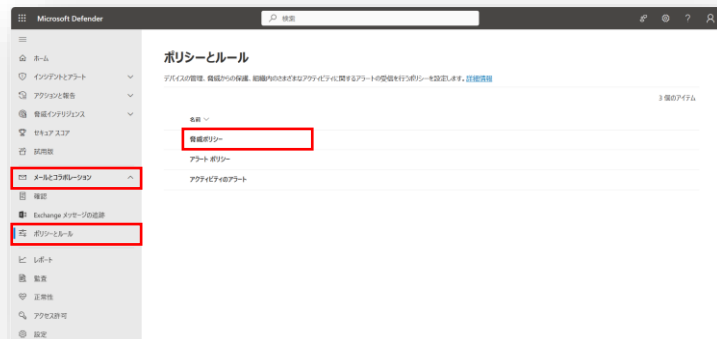 Microsoft Defender
検索
?
ホーム
インシデントとアラート
アクションと報告
脅威インテリジェンス
セキュア スコア
試用版
メールとコラボレーション
確認
Exchange メッセージの追跡
ポリシーとルール
レポート
監査
正常性
アクセス許可
設定
ポリシーとルール
デバイスの管理、脅威からの保護、組織内のさまざまなアクティビティに関するアラートの受信を行うポリシーを設定します。詳細情報
3 個のアイテム
名前
脅威ポリシー
アラート ポリシー
アクティビティのアラート